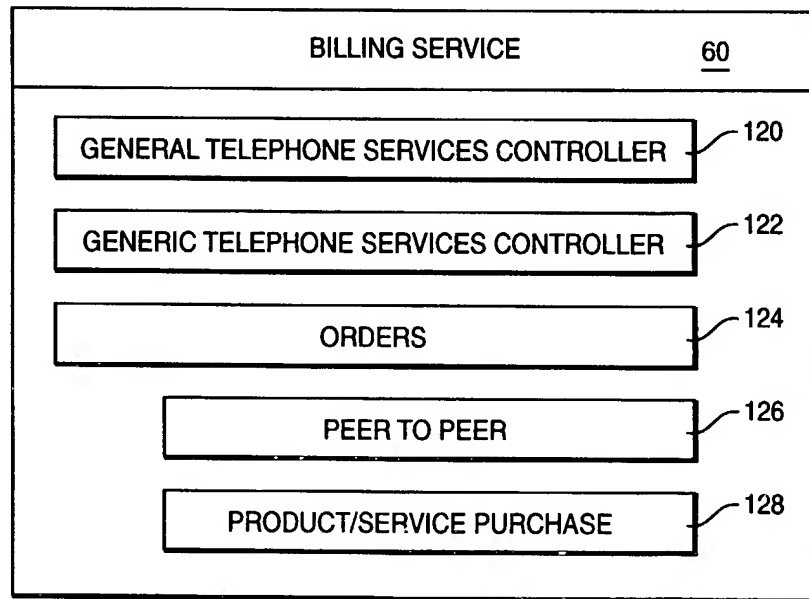 BILLING SERVICE 60
GENERAL TELEPHONE SERVICES CONTROLLER 120
GENERIC TELEPHONE SERVICES CONTROLLER 122
ORDERS 124
PEER TO PEER 126
PRODUCT/SERVICE PURCHASE 128